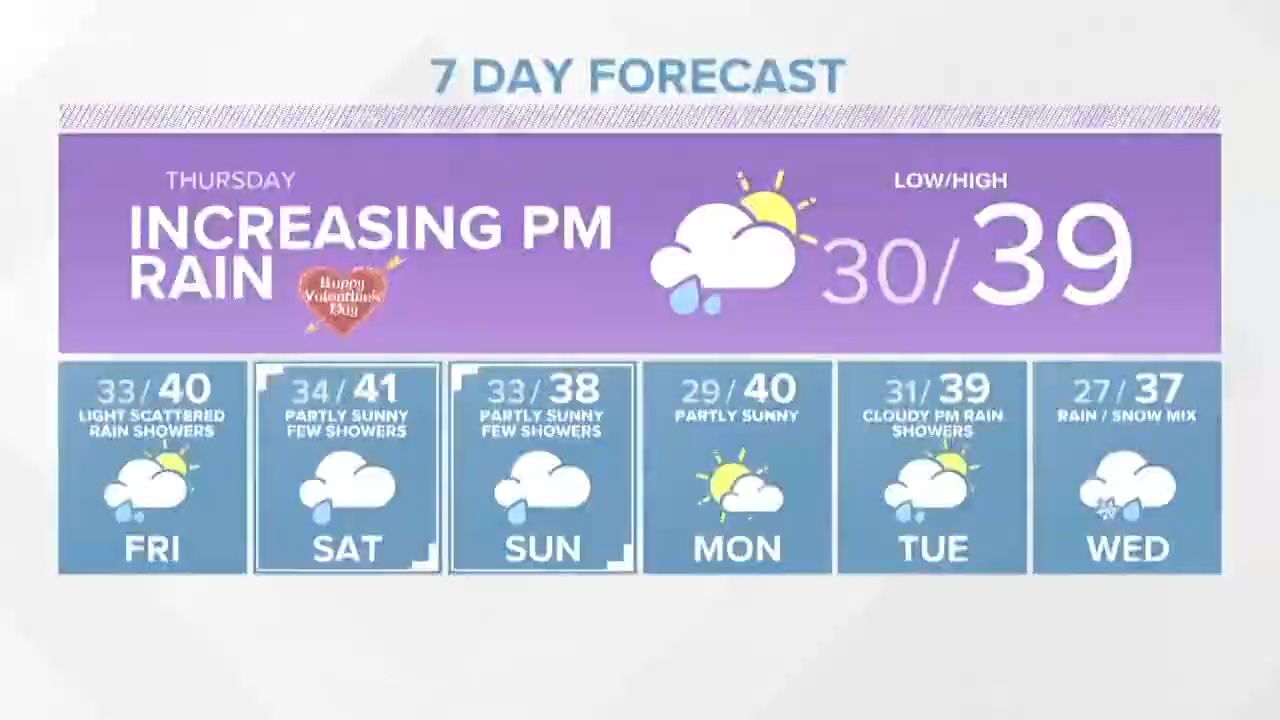 7 DAY FORECAST
THURSDAY
INCREASING PM
RAIN
Happy
Valentine's
Day
LOW/HIGH
30/39
33/40
LIGHT SCATTERED
RAIN SHOWERS
FRI
34/41
PARTLY SUNNY
FEW SHOWERS
SAT
33/38
PARTLY SUNNY
FEW SHOWERS
SUN
29/40
PARTLY SUNNY
MON
31/39
CLOUDY PM RAIN
SHOWERS
TUE
27/37
RAIN / SNOW MIX
WED